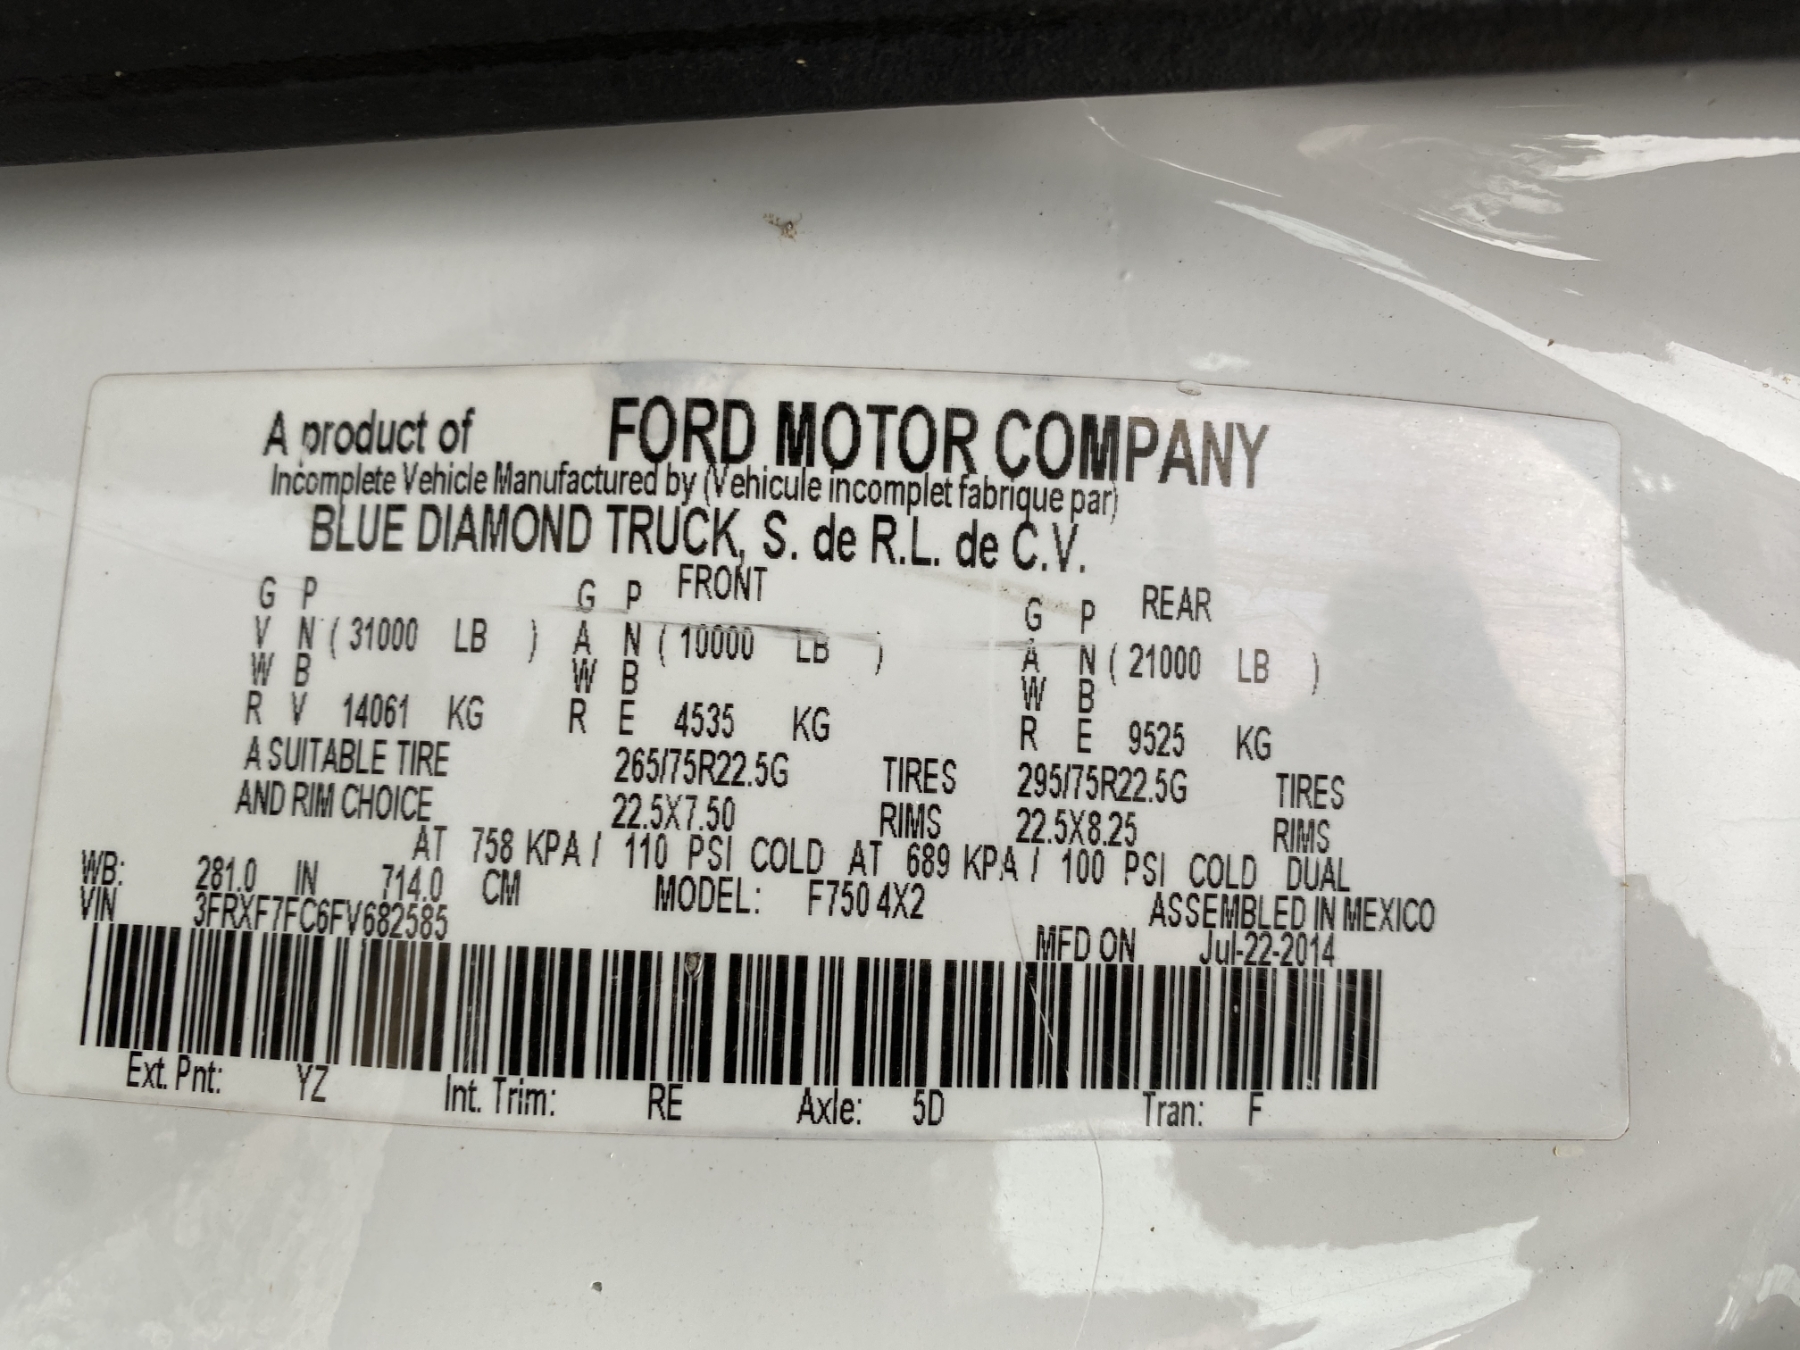 A product of FORD MOTOR COMPANY
Incomplete Vehicle Manufactured by (Vehicule incomplet fabrique par)
BLUE DIAMOND TRUCK, S. de R.L. de C.V.
G P G P FRONT G P REAR
V N ( 31000 LB ) A N ( 10000 LB ) A N ( 21000 LB )
W B W B W B
R V 14061 KG R E 4535 KG R E 9525 KG
A SUITABLE TIRE 265/75R22.5G TIRES 295/75R22.5G TIRES
AND RIM CHOICE 22.5X7.50 RIMS 22.5X8.25 RIMS
AT 758 KPA / 110 PSI COLD AT 689 KPA / 100 PSI COLD DUAL
WB: 281.0 IN 714.0 CM MODEL: F750 4X2 ASSEMBLED IN MEXICO
VIN 3FRXF7FC6FV682585 MFD ON Jul-22-2014
Ext. Pnt: YZ Int. Trim: RE Axle: 5D Tran: F